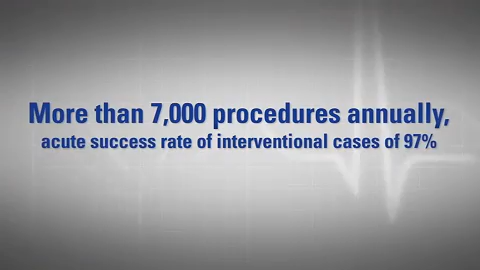 More than 7,000 procedures annually,
acute success rate of interventional cases of 97%